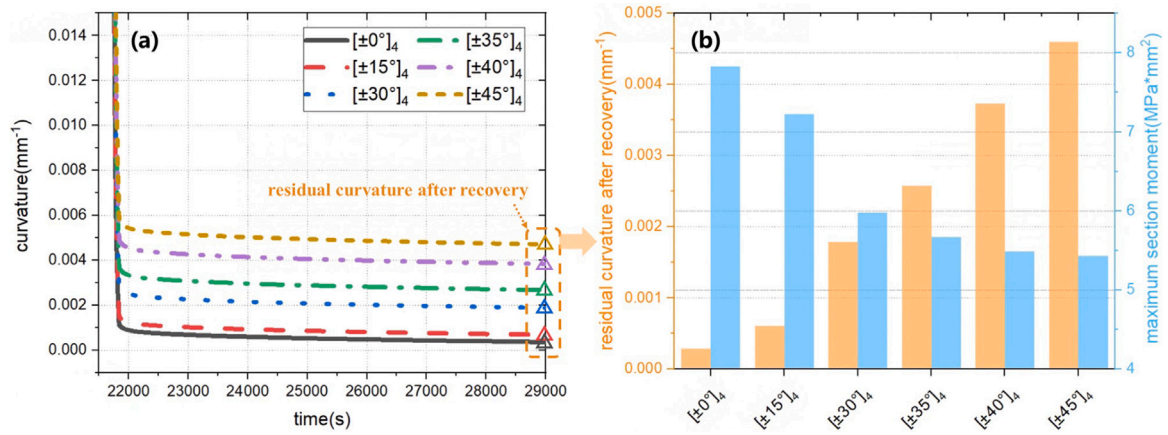 (a)
curvature(mm⁻¹)
0.014
0.012
0.010
0.008
0.006
0.004
0.002
0.000
[±0°]₄
[±15°]₄
[±30°]₄
[±35°]₄
[±40°]₄
[±45°]₄
residual curvature after recovery
22000 23000 24000 25000 26000 27000 28000 29000
time(s)
(b)
residual curvature after recovery(mm⁻¹)
0.005
0.004
0.003
0.002
0.001
0.000
maximum section moment(MPa*mm²)
8
7
6
5
4
[±0°]₄ [±15°]₄ [±30°]₄ [±35°]₄ [±40°]₄ [±45°]₄